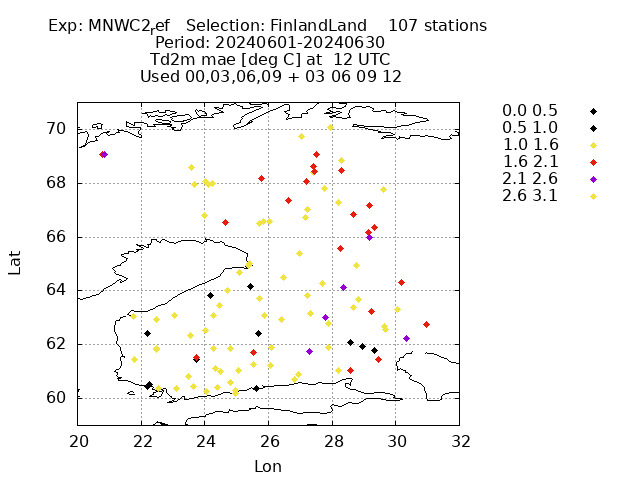 Exp: MNWC2ref   Selection: FinlandLand    107 stations
Period: 20240601-20240630
Td2m mae [deg C] at  12 UTC
Used 00,03,06,09 + 03 06 09 12
0.0 0.5
0.5 1.0
1.0 1.6
1.6 2.1
2.1 2.6
2.6 3.1
70
68
66
64
62
60
Lat
20 22 24 26 28 30 32
Lon